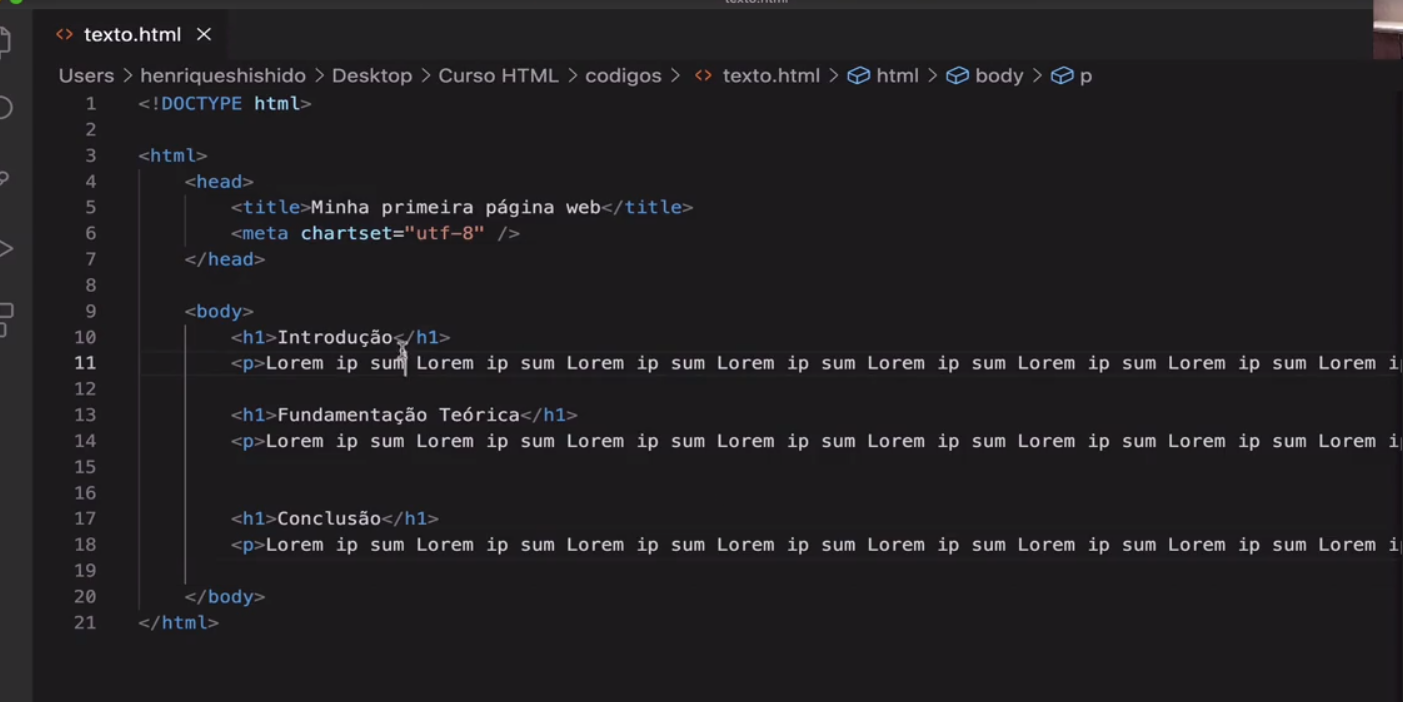 texto.html
texto.html
Users > henriqueshishido > Desktop > Curso HTML > codigos > texto.html > html > body > p
1 <!DOCTYPE html>
2
3 <html>
4 <head>
5 <title>Minha primeira página web</title>
6 <meta chartset="utf-8" />
7 </head>
8
9 <body>
10 <h1>Introdução</h1>
11 <p>Lorem ip sum Lorem ip sum Lorem ip sum Lorem ip sum Lorem ip sum Lorem ip sum Lorem ip sum Lorem i
12
13 <h1>Fundamentação Teórica</h1>
14 <p>Lorem ip sum Lorem ip sum Lorem ip sum Lorem ip sum Lorem ip sum Lorem ip sum Lorem ip sum Lorem i
15
16
17 <h1>Conclusão</h1>
18 <p>Lorem ip sum Lorem ip sum Lorem ip sum Lorem ip sum Lorem ip sum Lorem ip sum Lorem ip sum Lorem i
19
20 </body>
21 </html>